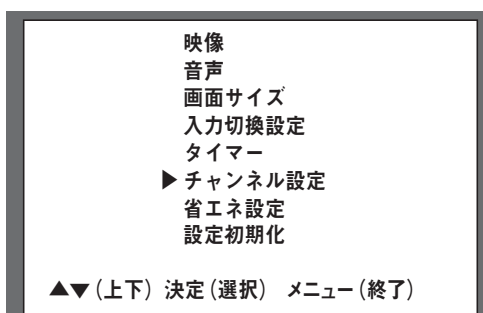 映像
音声
画面サイズ
入力切換設定
タイマー
▶チャンネル設定
省エネ設定
設定初期化
▲▼(上下) 決定(選択) メニュー(終了)